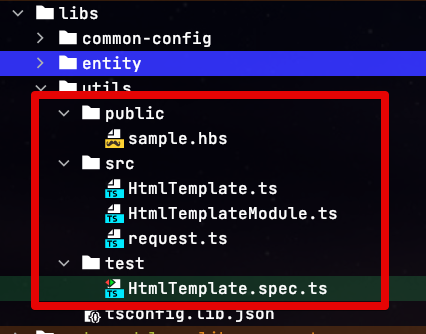 libs
common-config
entity
utils
public
sample.hbs
src
TS HtmlTemplate.ts
TS HtmlTemplateModule.ts
TS request.ts
test
TS HtmlTemplate.spec.ts
tsconfig.lib.json